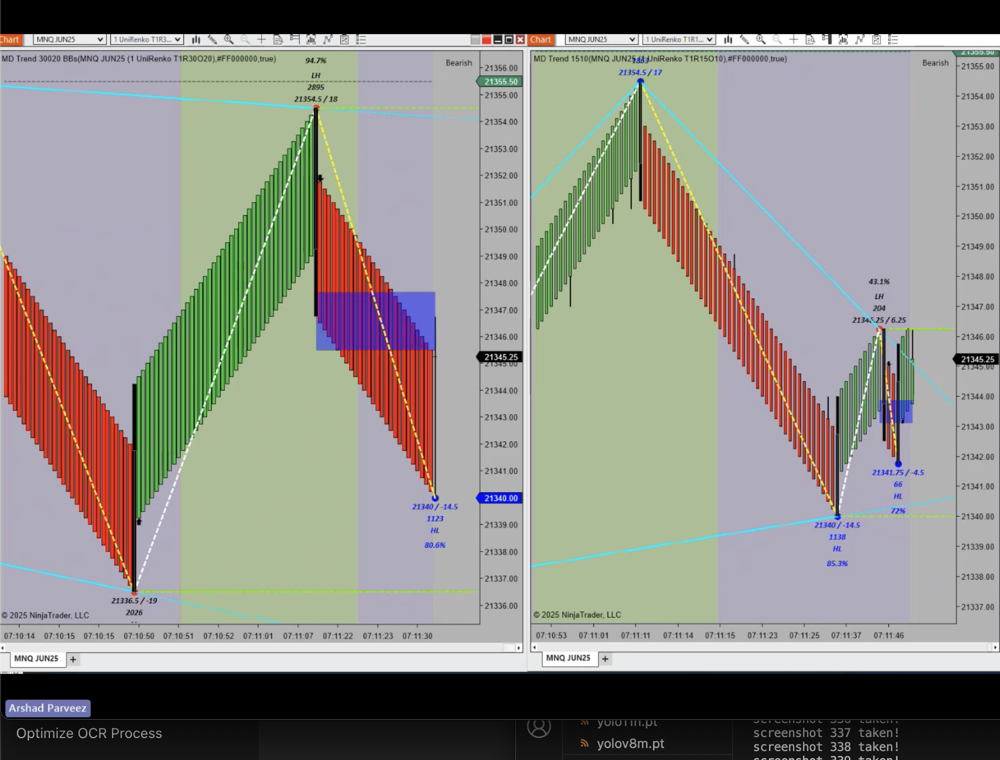 Chart MNQ JUN25 1 UniRenko T1R3...
MD Trend 30020 BBs(MNQ JUN25 (1 UniRenko T1R30O20),#FF000000,true)
Bearish
94.7%
LH
2895
21354.5 / 18
21356.00
21355.50
21354.00
21353.00
21352.00
21351.00
21350.00
21349.00
21348.00
21347.00
21346.00
21345.25
21344.00
21343.00
21342.00
21341.00
21340.00
21339.00
21338.00
21337.00
21336.00
21340 / -14.5
1123
HL
80.6%
21336.5 / -19
2026
© 2025 NinjaTrader, LLC
07:10:14 07:10:15 07:10:15 07:10:50 07:10:51 07:10:52 07:11:01 07:11:07 07:11:22 07:11:23 07:11:30
MNQ JUN25 +
Chart MNQ JUN25 1 UniRenko T1R1...
MD Trend 1510(MNQ JUN25 (1 UniRenko T1R15O10),#FF000000,true)
Bearish
21354.5 / 17
21355.50
21355.00
21354.00
21353.00
21352.00
21351.00
21350.00
21349.00
21348.00
21347.00
21346.00
21345.25
21344.00
21343.00
21342.00
21341.00
21340.00
21339.00
21338.00
21337.00
43.1%
LH
204
21346.25 / 6.25
21341.75 / -4.5
66
HL
72%
21340 / -14.5
1138
HL
85.3%
© 2025 NinjaTrader, LLC
07:10:53 07:11:01 07:11:11 07:11:14 07:11:15 07:11:23 07:11:25 07:11:37 07:11:46
MNQ JUN25 +
Arshad Parveez
Optimize OCR Process
yolo11n.pt
yolov8m.pt
screenshot 336 taken!
screenshot 337 taken!
screenshot 338 taken!
screenshot 339 taken!